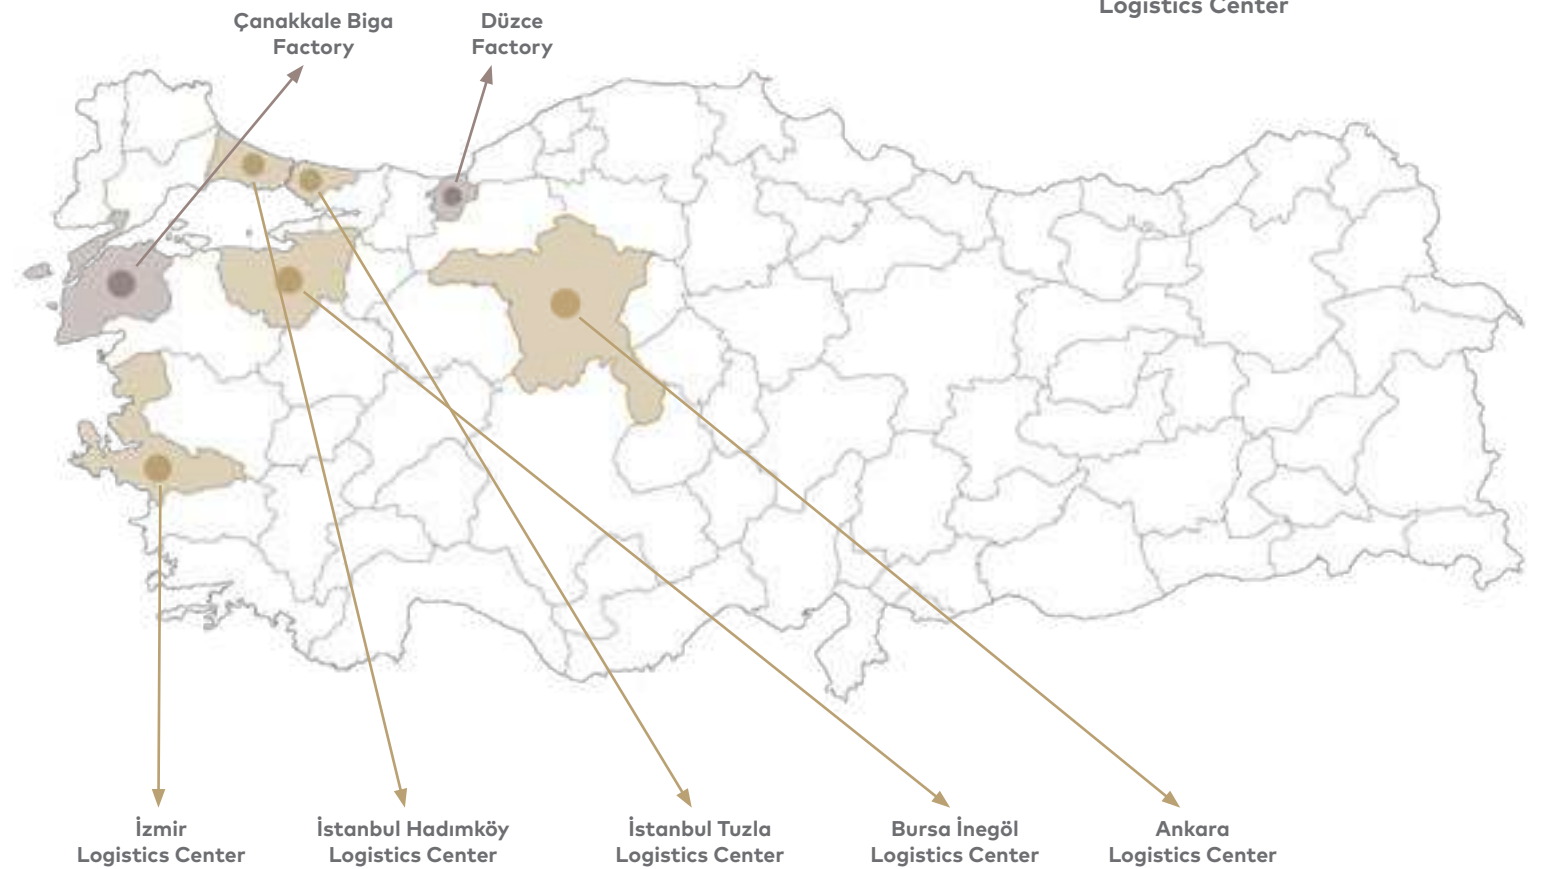 Logistics Center
Çanakkale Biga
Factory
Düzce
Factory
İzmir
Logistics Center
İstanbul Hadımköy
Logistics Center
İstanbul Tuzla
Logistics Center
Bursa İnegöl
Logistics Center
Ankara
Logistics Center